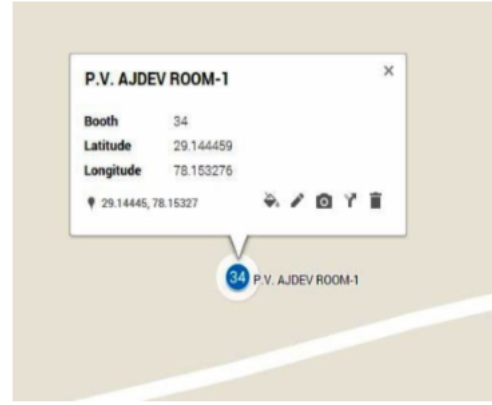 P.V. AJDEV ROOM-1
Booth 34
Latitude 29.144459
Longitude 78.153276
29.14445, 78.15327
34 P.V. AJDEV ROOM-1